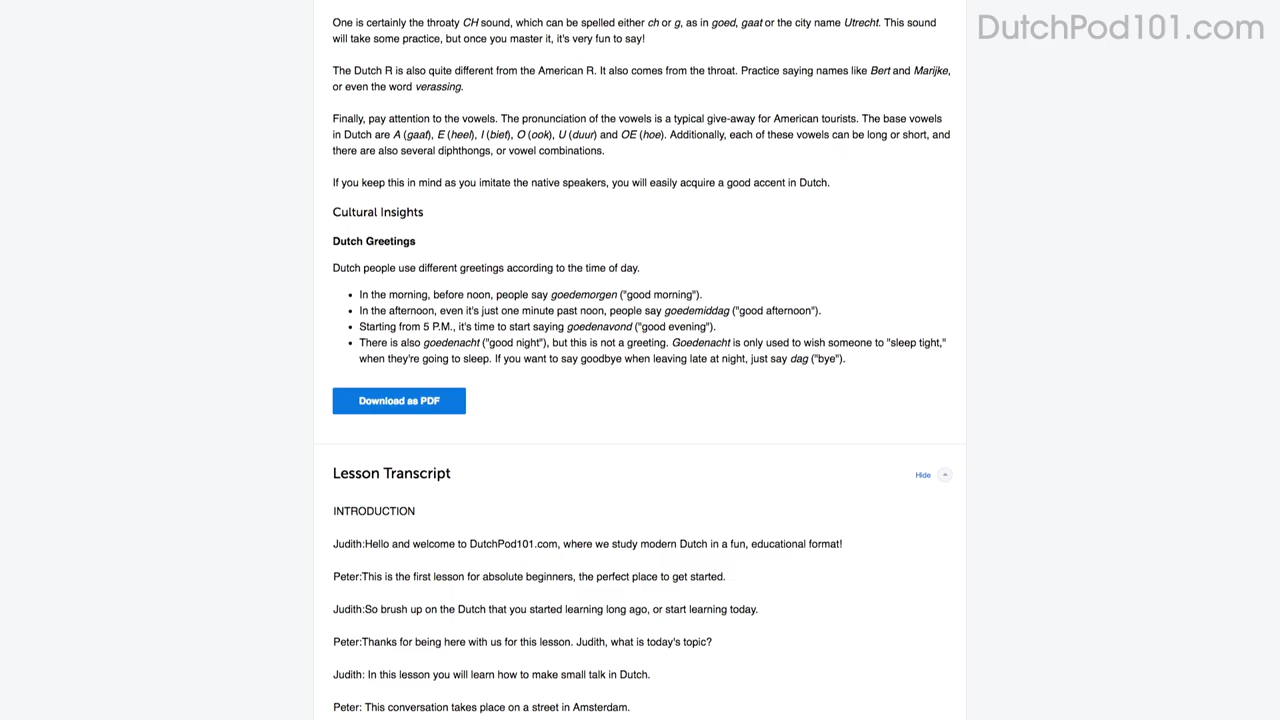 DutchPod101.com
One is certainly the throaty CH sound, which can be spelled either ch or g, as in goed, gaat or the city name Utrecht. This sound
will take some practice, but once you master it, it's very fun to say!
The Dutch R is also quite different from the American R. It also comes from the throat. Practice saying names like Bert and Marijke,
or even the word verassing.
Finally, pay attention to the vowels. The pronunciation of the vowels is a typical give-away for American tourists. The base vowels
in Dutch are A (gaat), E (heel), I (biet), O (ook), U (duur) and OE (hoe). Additionally, each of these vowels can be long or short, and
there are also several diphthongs, or vowel combinations.
If you keep this in mind as you imitate the native speakers, you will easily acquire a good accent in Dutch.
Cultural Insights
Dutch Greetings
Dutch people use different greetings according to the time of day.
• In the morning, before noon, people say goedemorgen ("good morning").
• In the afternoon, even it's just one minute past noon, people say goedemiddag ("good afternoon").
• Starting from 5 P.M., it's time to start saying goedenavond ("good evening").
• There is also goedenacht ("good night"), but this is not a greeting. Goedenacht is only used to wish someone to "sleep tight,"
when they're going to sleep. If you want to say goodbye when leaving late at night, just say dag ("bye").
Download as PDF
Lesson Transcript
Hide
INTRODUCTION
Judith:Hello and welcome to DutchPod101.com, where we study modern Dutch in a fun, educational format!
Peter:This is the first lesson for absolute beginners, the perfect place to get started.
Judith:So brush up on the Dutch that you started learning long ago, or start learning today.
Peter:Thanks for being here with us for this lesson. Judith, what is today's topic?
Judith: In this lesson you will learn how to make small talk in Dutch.
Peter: This conversation takes place on a street in Amsterdam.